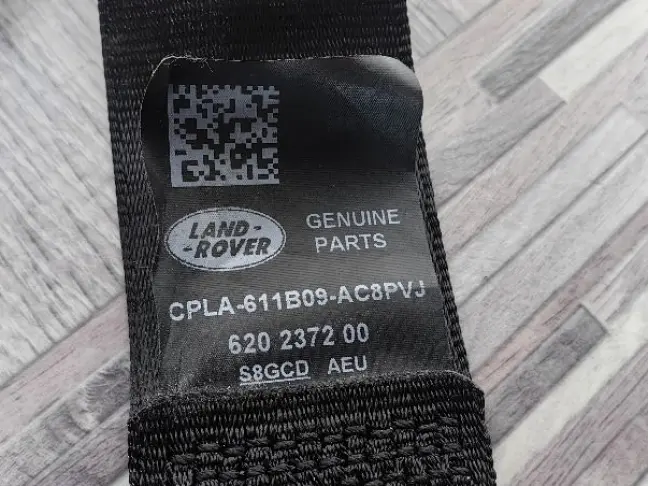 LAND-
-ROVER
GENUINE
PARTS
CPLA-611B09-AC8PVJ
620 2372 00
S8GCD AEU